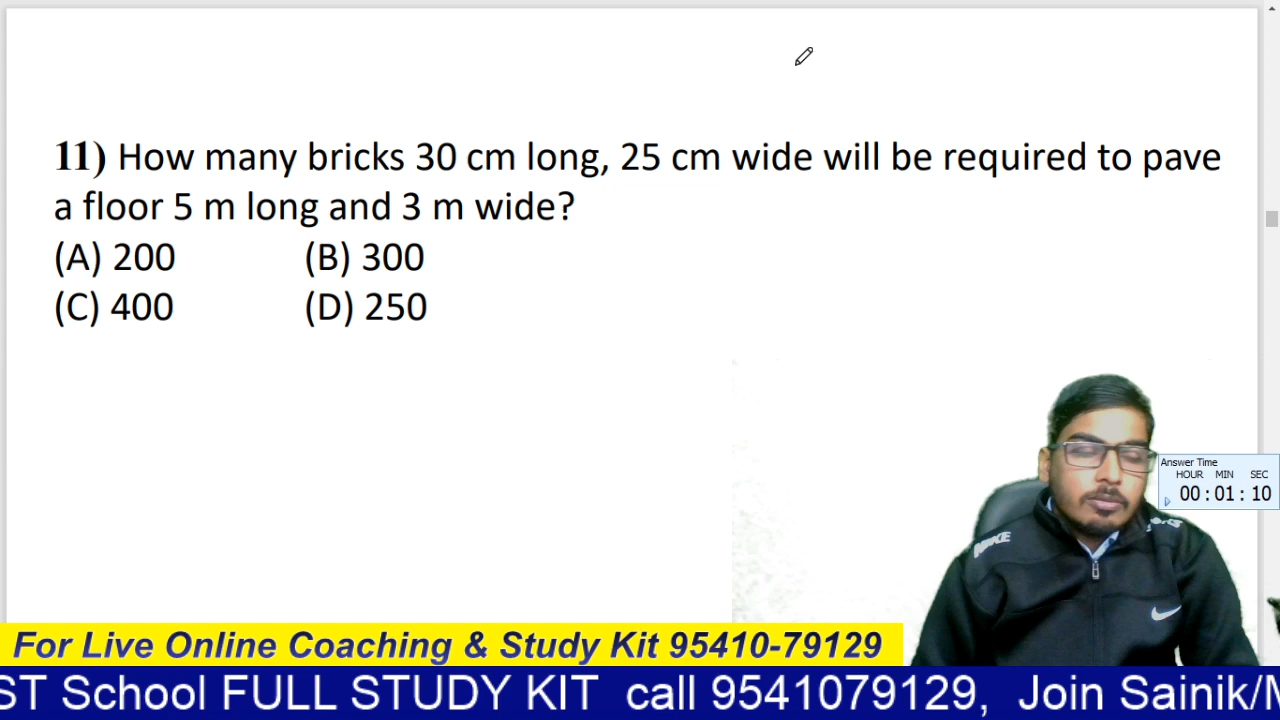 11) How many bricks 30 cm long, 25 cm wide will be required to pave
a floor 5 m long and 3 m wide?
(A) 200 (B) 300
(C) 400 (D) 250
Answer Time
HOUR MIN SEC
00 : 01 : 10
For Live Online Coaching & Study Kit 95410-79129
ST School FULL STUDY KIT call 9541079129, Join Sainik/